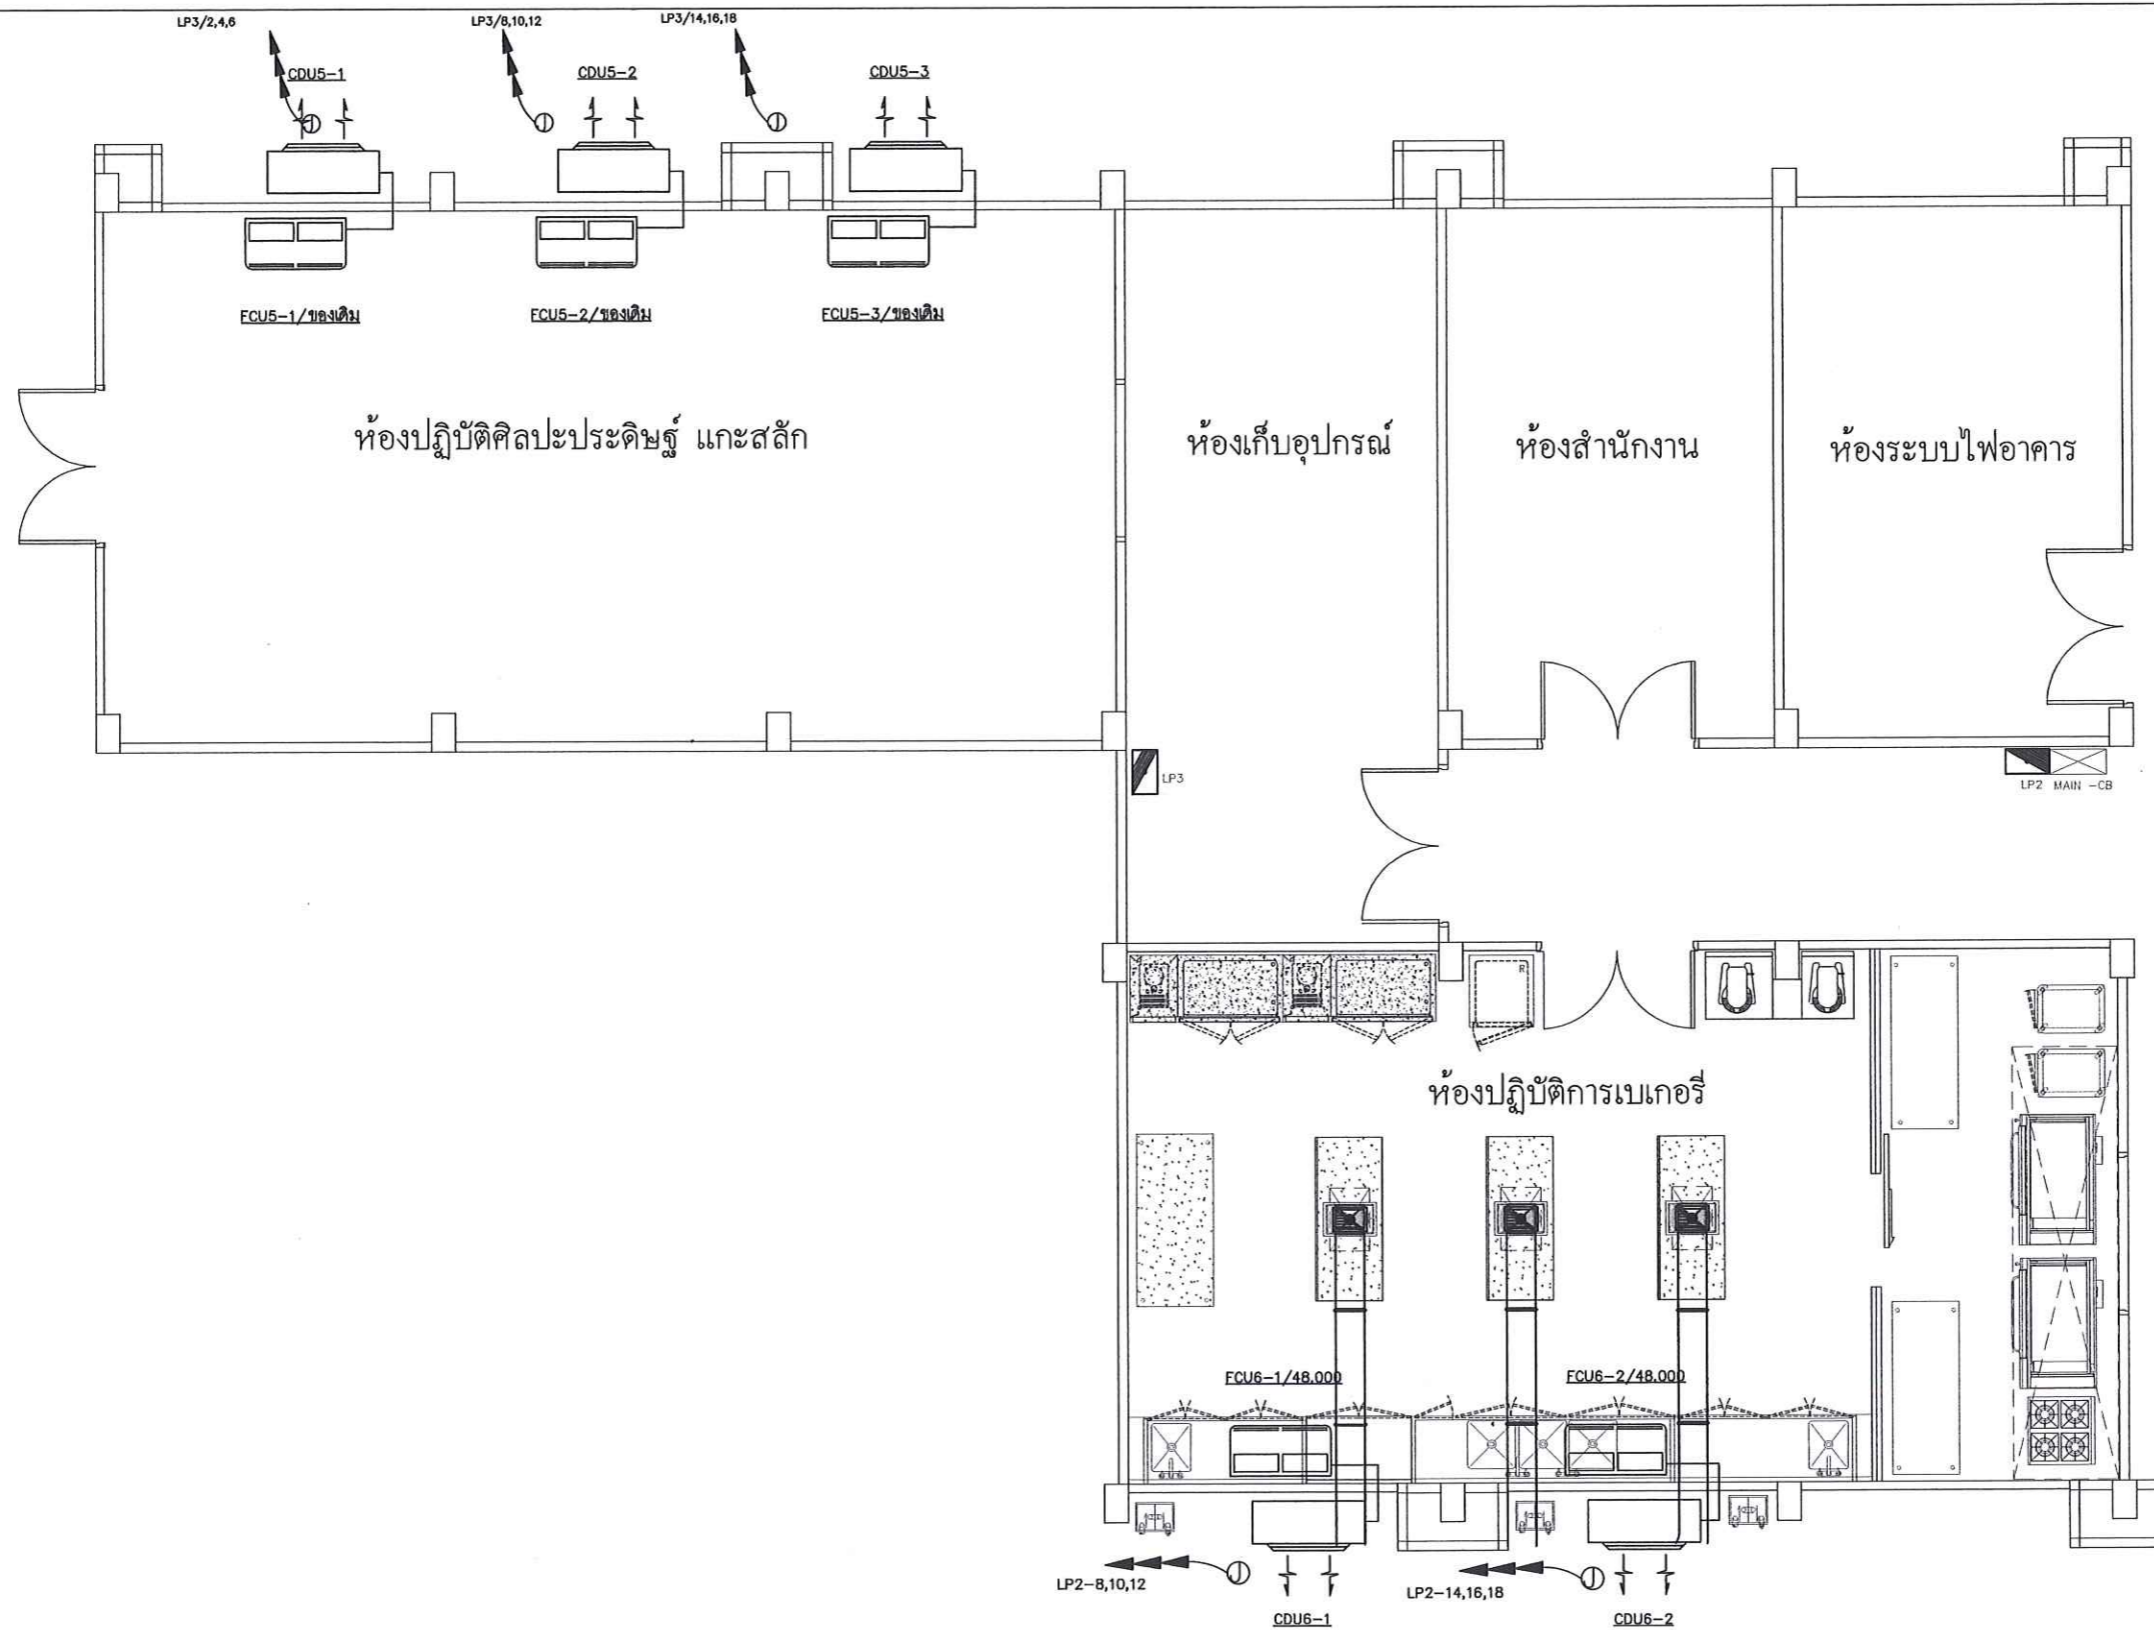 LP3/2,4,6
LP3/8,10,12
LP3/14,16,18
CDU5-1
CDU5-2
CDU5-3
FCU5-1/ของเดิม
FCU5-2/ของเดิม
FCU5-3/ของเดิม
ห้องปฏิบัติศิลปะประดิษฐ์ แกะสลัก
ห้องเก็บอุปกรณ์
ห้องสำนักงาน
ห้องระบบไฟอาคาร
LP3
LP2 MAIN -CB
R
ห้องปฏิบัติการเบเกอรี่
FCU6-1/48.000
FCU6-2/48.000
LP2-8,10,12
LP2-14,16,18
CDU6-1
CDU6-2